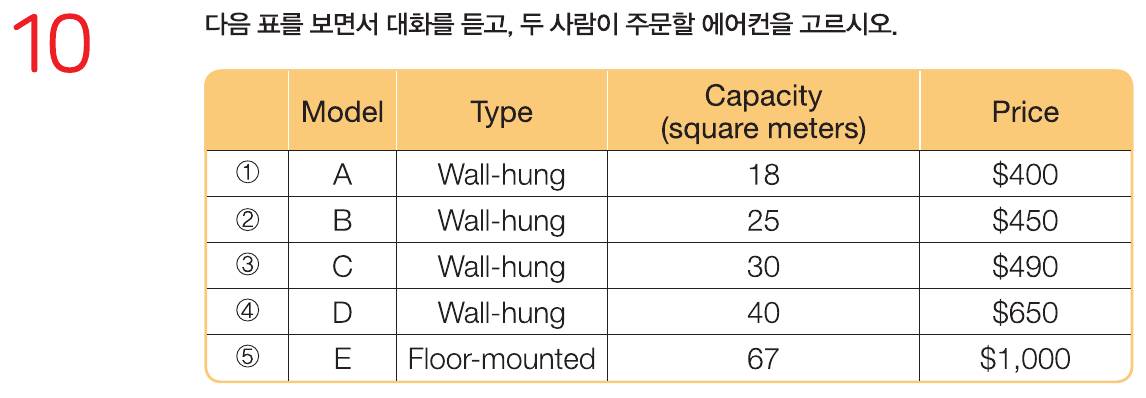 10
다음 표를 보면서 대화를 듣고, 두 사람이 주문할 에어컨을 고르시오.
Model Type Capacity (square meters) Price
① A Wall-hung 18 $400
② B Wall-hung 25 $450
③ C Wall-hung 30 $490
④ D Wall-hung 40 $650
⑤ E Floor-mounted 67 $1,000